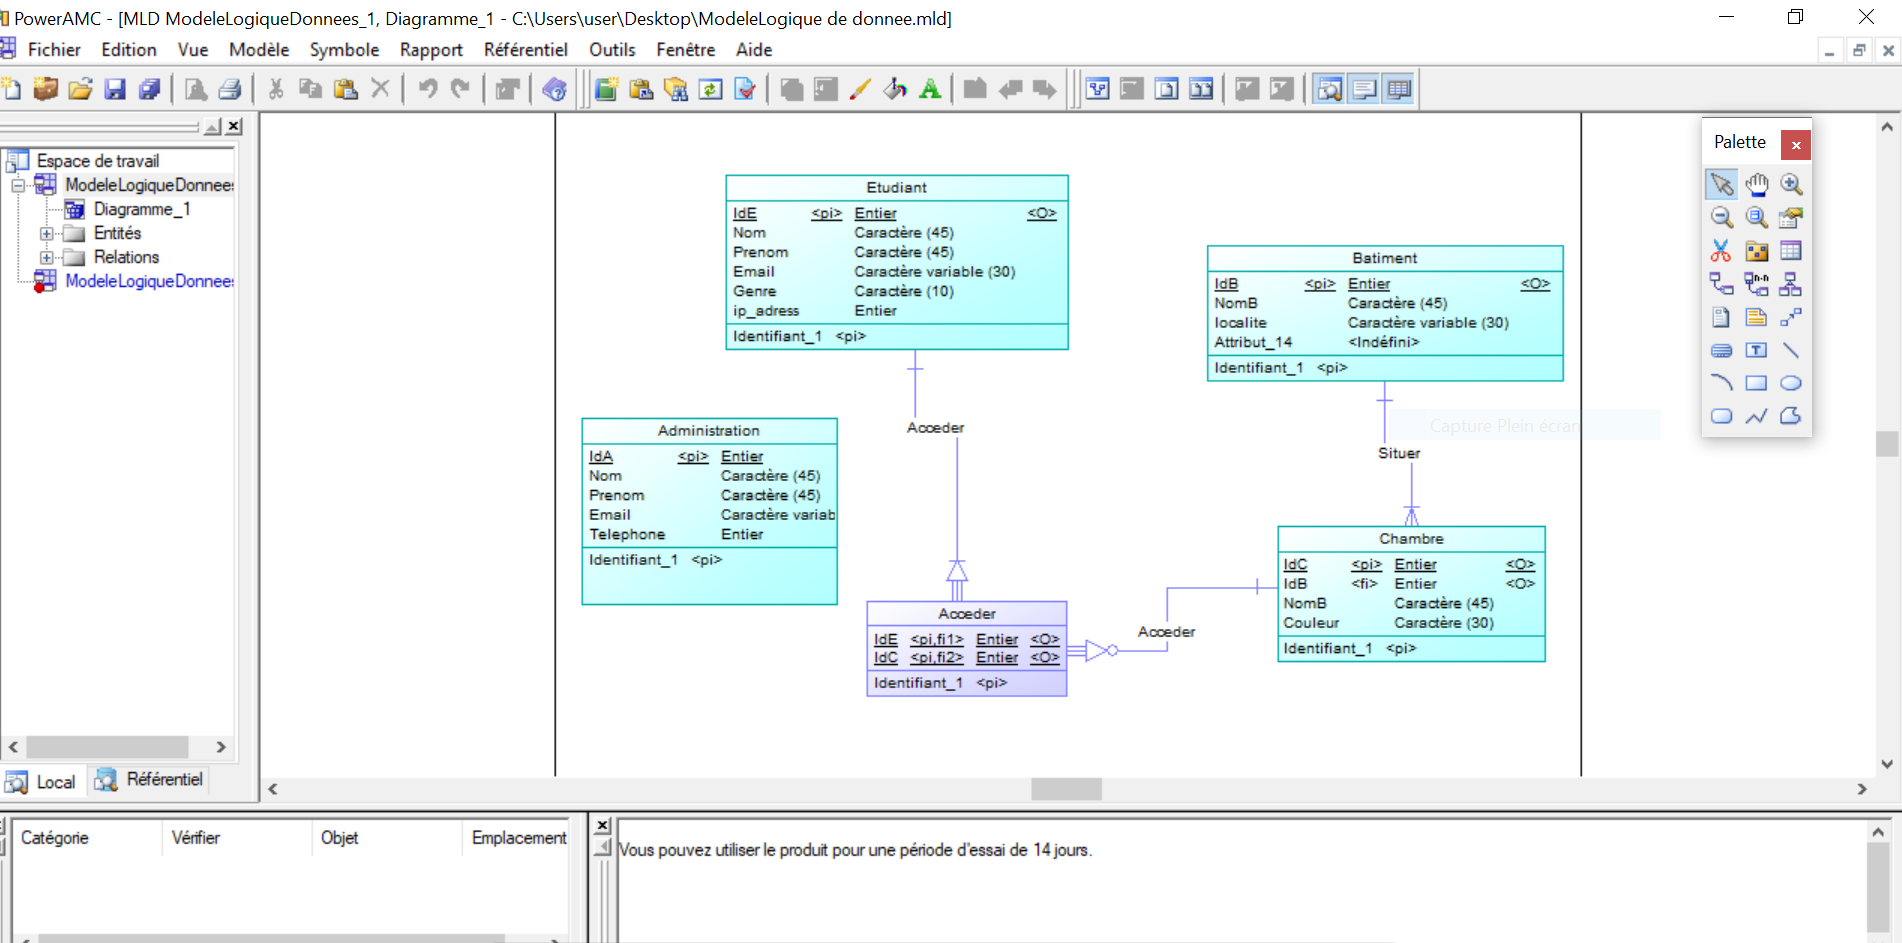 PowerAMC - [MLD ModeleLogiqueDonnees_1, Diagramme_1 - C:\Users\user\Desktop\ModeleLogique de donnee.mld]
Fichier Edition Vue Modèle Symbole Rapport Référentiel Outils Fenêtre Aide
Espace de travail
ModeleLogiqueDonnees
Diagramme_1
Entités
Relations
ModeleLogiqueDonnees
Local Référentiel
Etudiant
IdE <pi> Entier <O>
Nom Caractère (45)
Prenom Caractère (45)
Email Caractère variable (30)
Genre Caractère (10)
ip_adress Entier
Identifiant_1 <pi>
Batiment
IdB <pi> Entier <O>
NomB Caractère (45)
localite Caractère variable (30)
Attribut_14 <Indéfini>
Identifiant_1 <pi>
Acceder
Capture Plein écran
Situer
Administration
IdA <pi> Entier
Nom Caractère (45)
Prenom Caractère (45)
Email Caractère variab
Telephone Entier
Identifiant_1 <pi>
Chambre
IdC <pi> Entier <O>
IdB <fi> Entier <O>
NomB Caractère (45)
Couleur Caractère (30)
Identifiant_1 <pi>
Acceder
IdE <pi,fi1> Entier <O>
IdC <pi,fi2> Entier <O>
Identifiant_1 <pi>
Acceder
Palette
Catégorie Vérifier Objet Emplacement
Vous pouvez utiliser le produit pour une période d'essai de 14 jours.